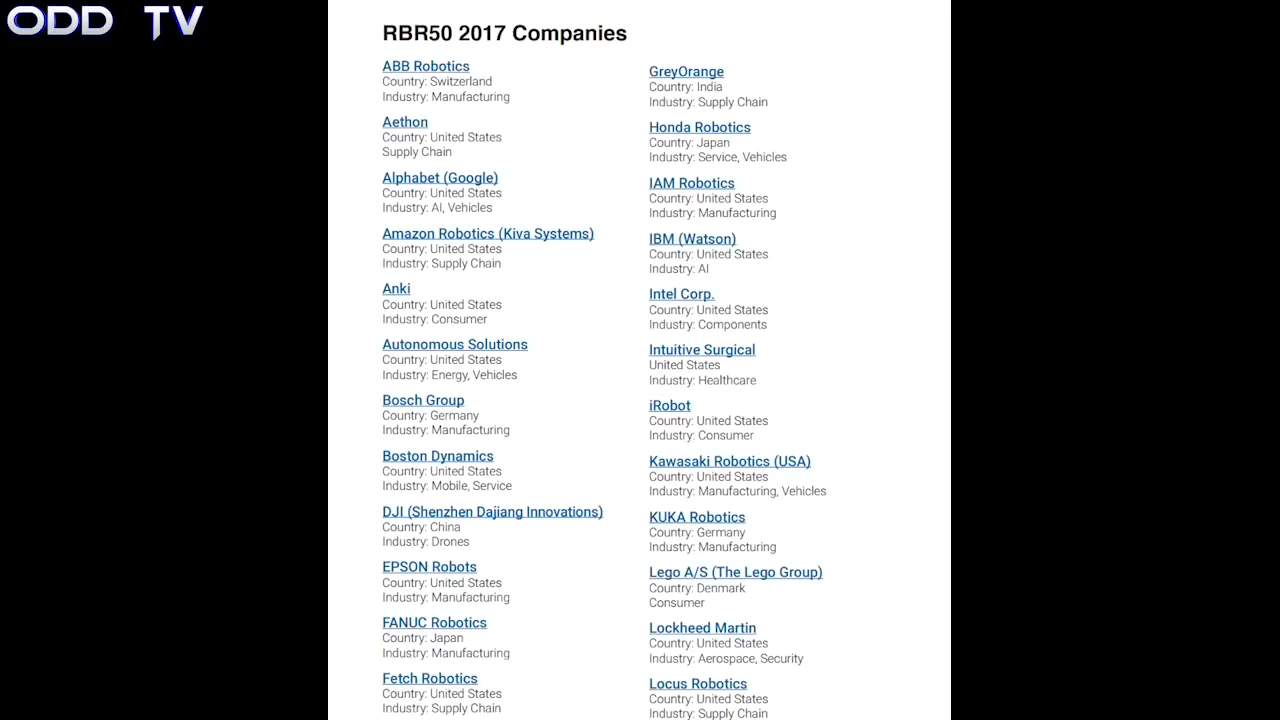 ODD TV
RBR50 2017 Companies
ABB Robotics
Country: Switzerland
Industry: Manufacturing
Aethon
Country: United States
Supply Chain
Alphabet (Google)
Country: United States
Industry: AI, Vehicles
Amazon Robotics (Kiva Systems)
Country: United States
Industry: Supply Chain
Anki
Country: United States
Industry: Consumer
Autonomous Solutions
Country: United States
Industry: Energy, Vehicles
Bosch Group
Country: Germany
Industry: Manufacturing
Boston Dynamics
Country: United States
Industry: Mobile, Service
DJI (Shenzhen Dajiang Innovations)
Country: China
Industry: Drones
EPSON Robots
Country: United States
Industry: Manufacturing
FANUC Robotics
Country: Japan
Industry: Manufacturing
Fetch Robotics
Country: United States
Industry: Supply Chain
GreyOrange
Country: India
Industry: Supply Chain
Honda Robotics
Country: Japan
Industry: Service, Vehicles
IAM Robotics
Country: United States
Industry: Manufacturing
IBM (Watson)
Country: United States
Industry: AI
Intel Corp.
Country: United States
Industry: Components
Intuitive Surgical
United States
Industry: Healthcare
iRobot
Country: United States
Industry: Consumer
Kawasaki Robotics (USA)
Country: United States
Industry: Manufacturing, Vehicles
KUKA Robotics
Country: Germany
Industry: Manufacturing
Lego A/S (The Lego Group)
Country: Denmark
Consumer
Lockheed Martin
Country: United States
Industry: Aerospace, Security
Locus Robotics
Country: United States
Industry: Supply Chain